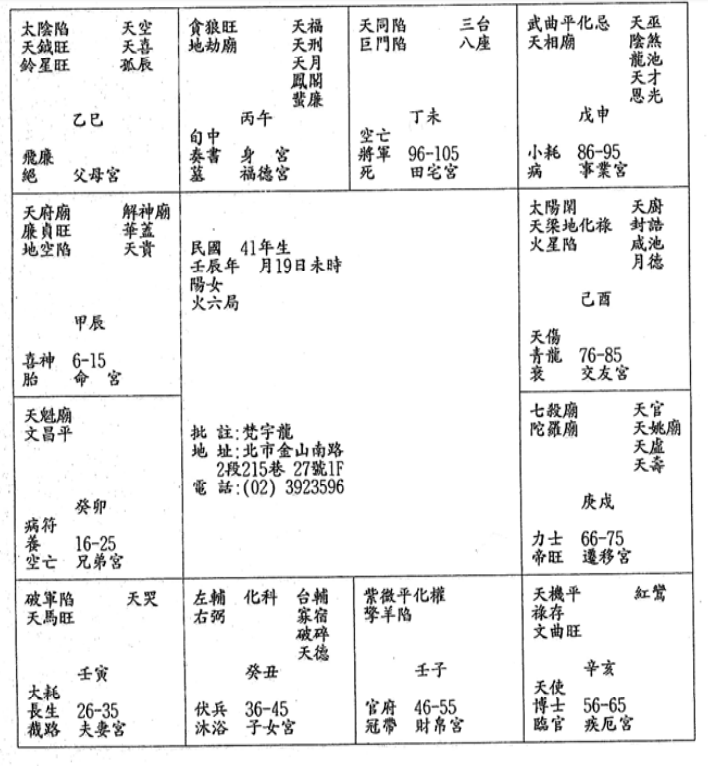 太陰陷 天空
天鉞旺 天喜
鈴星旺 孤辰
乙巳
飛廉
絕 父母宮
貪狼旺 天福
地劫廟 天刑
天月
鳳閣
蜚廉
丙午
旬中
奏書 身 宮
墓 福德宮
天同陷 三台
巨門陷 八座
丁未
空亡
將軍 96-105
死 田宅宮
武曲平化忌 天巫
天相廟 陰煞
龍池
天才
恩光
戊申
小耗 86-95
病 事業宮
天府廟 解神廟
廉貞旺 華蓋
地空陷 天貴
甲辰
喜神 6-15
胎 命 宮
民國 41年生
壬辰年 月19日未時
陽女
火六局
批 註:梵字龍
地 址:北市金山南路
2段215巷 27號1F
電 話:(02) 3923596
太陽閑 天廚
天梁地化祿 封誥
火星陷 咸池
月德
己酉
天傷
青龍 76-85
衰 交友宮
天魁廟
文昌平
癸卯
病符
養 16-25
空亡 兄弟宮
七殺廟 天官
陀羅廟 天姚廟
天虛
天壽
庚戌
力士 66-75
帝旺 遷移宮
破軍陷 天哭
天馬旺
壬寅
大耗
長生 26-35
截路 夫妻宮
左輔 化科 台輔
右弼 寡宿
破碎
天德
癸丑
伏兵 36-45
沐浴 子女宮
紫微平化權
擎羊陷
壬子
官府 46-55
冠帶 財帛宮
天機平 紅鸞
祿存
文曲旺
辛亥
天使
博士 56-65
臨官 疾厄宮